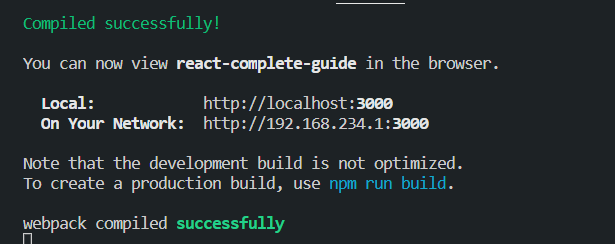 Compiled successfully!
You can now view react-complete-guide in the browser.
Local: http://localhost:3000
On Your Network: http://192.168.234.1:3000
Note that the development build is not optimized.
To create a production build, use npm run build.
webpack compiled successfully